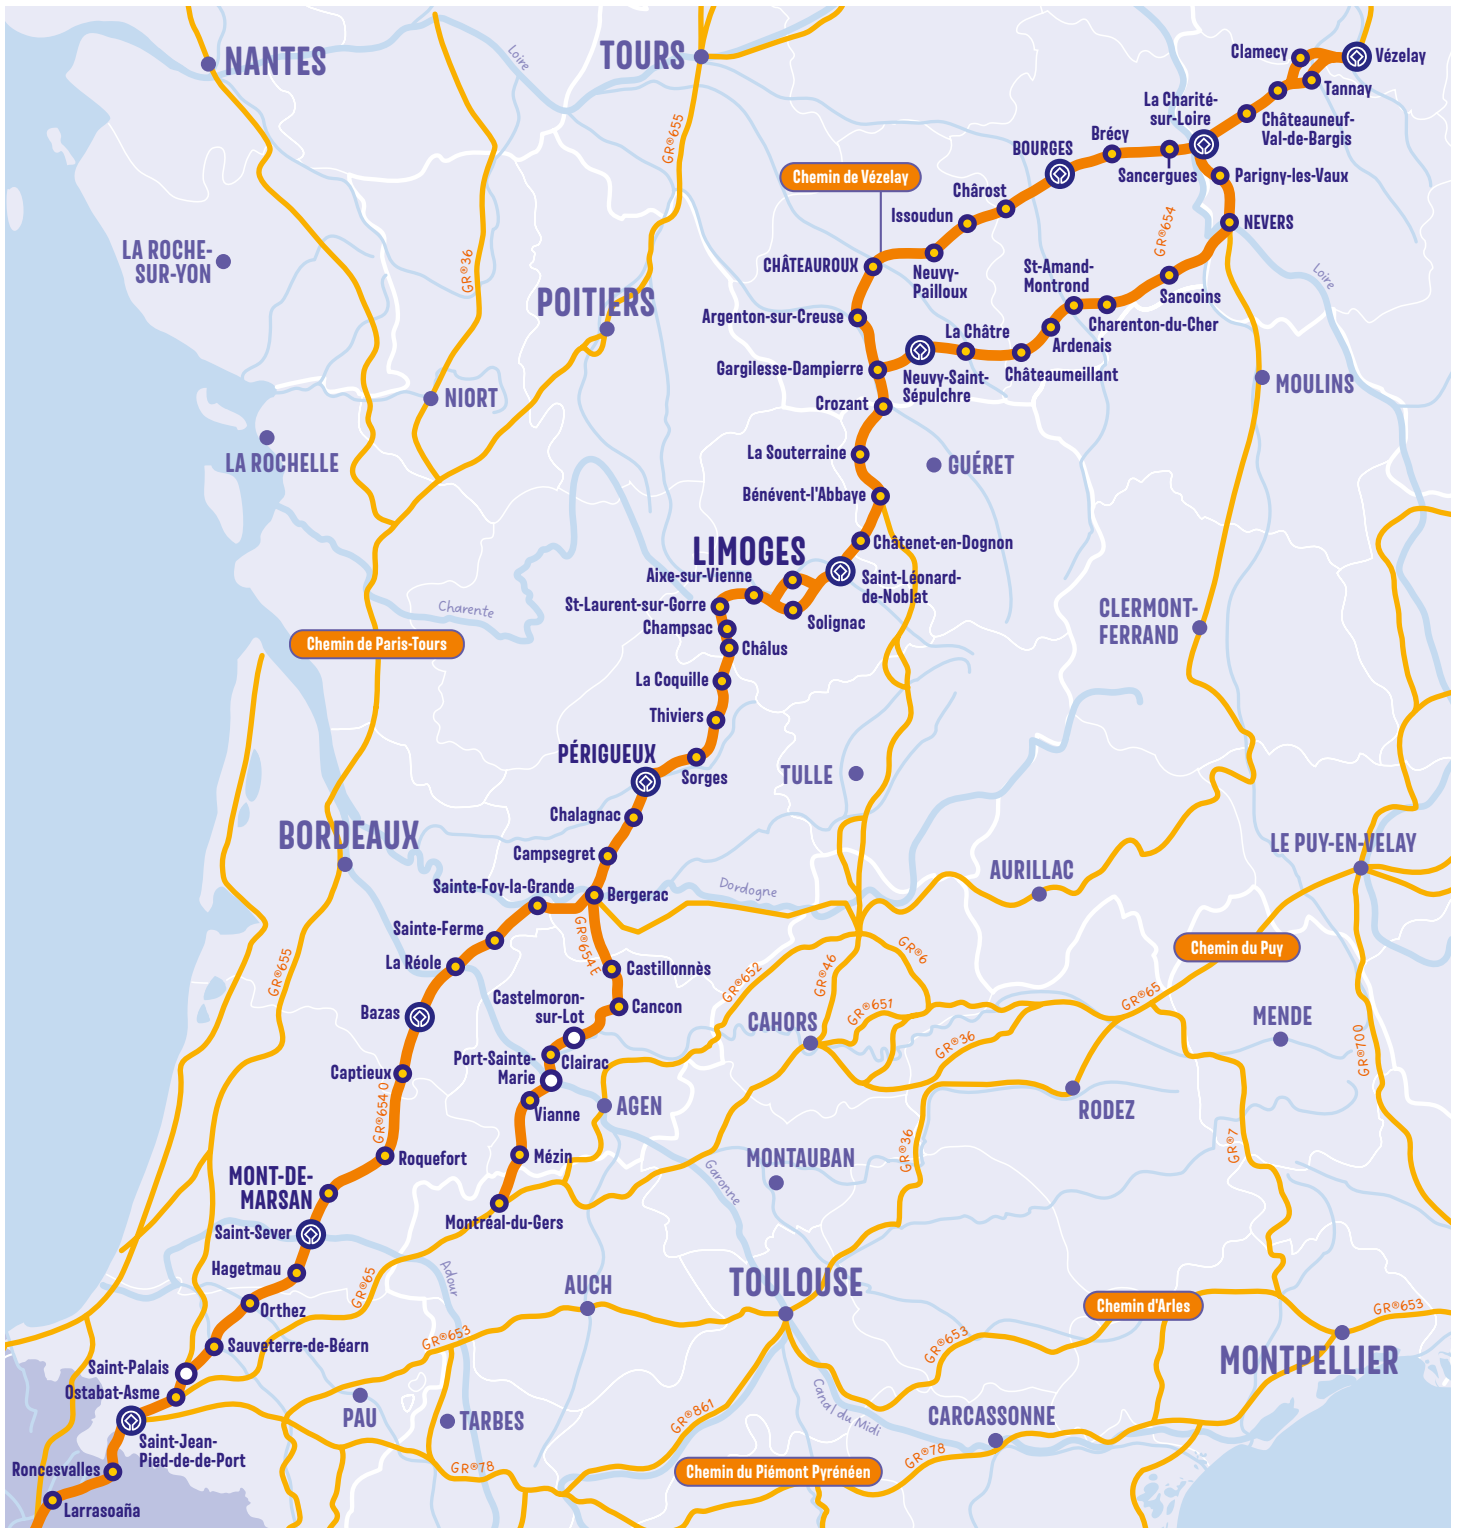 NANTES
TOURS
Loire
Clamecy
Vézelay
Tannay
La Charité-
sur-Loire
Châteauneuf-
Val-de-Bargis
BOURGES
Brécy
Sancergues
Parigny-les-Vaux
GR®655
Chemin de Vézelay
Chârost
Issoudun
NEVERS
GR®654
LA ROCHE-
SUR-YON
GR®36
CHÂTEAUROUX
Neuvy-
Pailloux
St-Amand-
Montrond
Sancoins
Loire
POITIERS
Argenton-sur-Creuse
La Châtre
Charenton-du-Cher
Ardenais
Gargilesse-Dampierre
Neuvy-Saint-
Sépulchre
Châteaumeillant
MOULINS
NIORT
Crozant
LA ROCHELLE
La Souterraine
GUÉRET
Bénévent-l'Abbaye
LIMOGES
Châtenet-en-Dognon
Aixe-sur-Vienne
Saint-Léonard-
de-Noblat
St-Laurent-sur-Gorre
Charente
Solignac
Champsac
CLERMONT-
FERRAND
Chemin de Paris-Tours
Châlus
La Coquille
Thiviers
PÉRIGUEUX
Sorges
TULLE
Chalagnac
BORDEAUX
Campsegret
LE PUY-EN-VELAY
AURILLAC
Sainte-Foy-la-Grande
Bergerac
Dordogne
Sainte-Ferme
GR®654E
GR®6
Chemin du Puy
La Réole
Castillonnès
GR®652
GR®46
GR®655
Castelmoron-
sur-Lot
Cancon
GR®65
Bazas
CAHORS
GR®651
MENDE
GR®36
GR®700
Port-Sainte-
Marie
Clairac
Captieux
GR®654 O
Vianne
AGEN
RODEZ
Roquefort
Mézin
MONTAUBAN
GR®36
GR®7
Garonne
MONT-DE-
MARSAN
Saint-Sever
Montréal-du-Gers
Hagetmau
GR®65
Adour
AUCH
TOULOUSE
Chemin d'Arles
GR®653
Orthez
GR®653
GR®653
Sauveterre-de-Béarn
MONTPELLIER
Saint-Palais
Ostabat-Asme
PAU
TARBES
GR®861
Canal du Midi
CARCASSONNE
Saint-Jean-
Pied-de-de-Port
Roncesvalles
GR®78
Chemin du Piémont Pyrénéen
GR®78
Larrasoaña